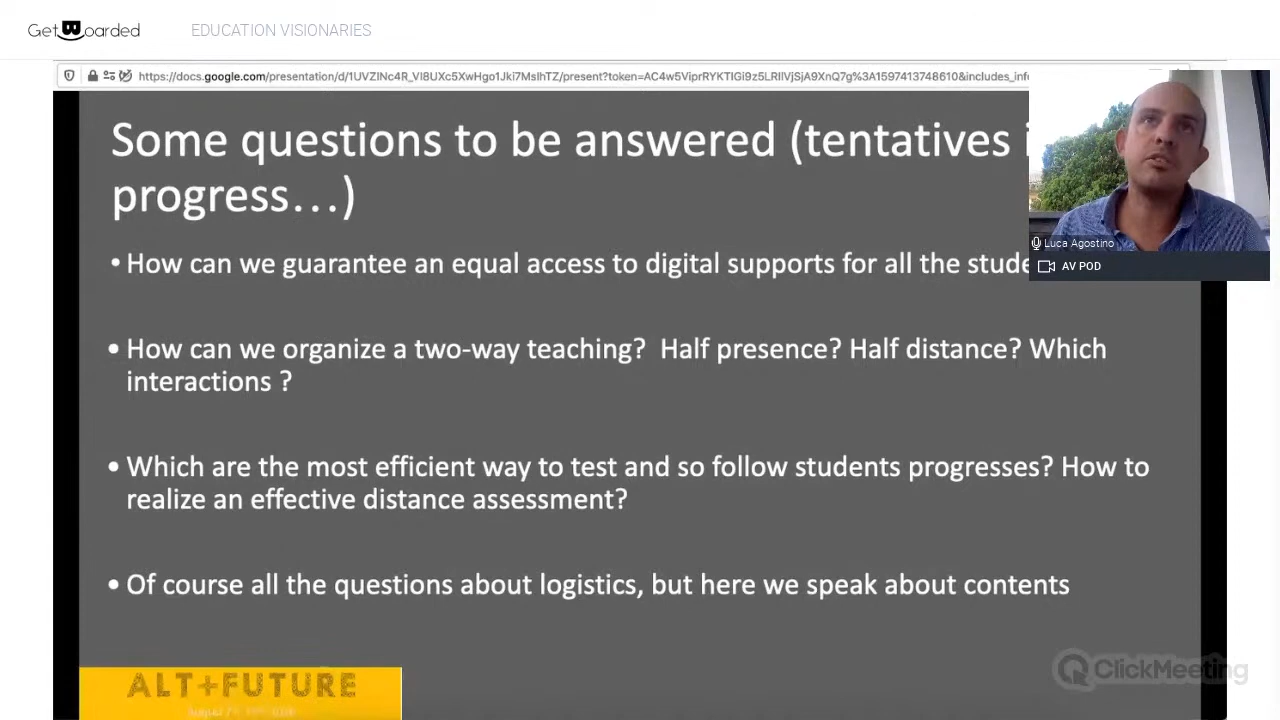 GetBoarded
EDUCATION VISIONARIES
https://docs.google.com/presentation/d/1UVZINc4R_VI8UXc5XwHgo1Jki7MsIhTZ/present?token=AC4w5ViprRYKTIGi9z5LRIlVjSjA9XnQ7g%3A1597413748610&includes_info
Some questions to be answered (tentatives
progress...)
• How can we guarantee an equal access to digital supports for all the
Luca Agostino
AV POD
• How can we organize a two-way teaching? Half presence? Half distance? Which
interactions ?
• Which are the most efficient way to test and so follow students progresses? How to
realize an effective distance assessment?
• Of course all the questions about logistics, but here we speak about contents
ALT+FUTURE
ClickMeeting